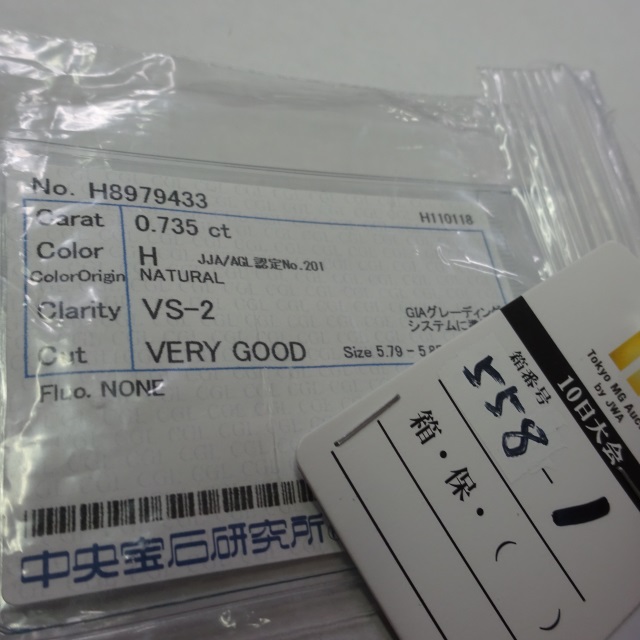 No. H8979433
H110118
Carat 0.735 ct
Color H JJA/AGL認定No.201
ColorOrigin NATURAL
Clarity VS-2
GIAグレーディン
システムに
Cut VERY GOOD Size 5.79 -
Fluo. NONE
中央宝石研究所
Tokyo
by JWA
10日大会
箱番号
558-1
箱・保・( )